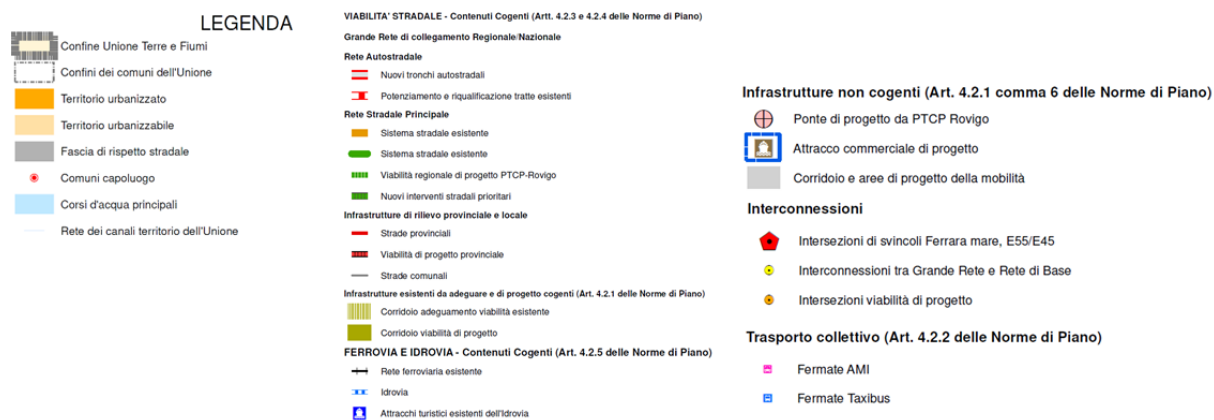 LEGENDA
Confine Unione Terre e Fiumi
Confini dei comuni dell'Unione
Territorio urbanizzato
Territorio urbanizzabile
Fascia di rispetto stradale
Comuni capoluogo
Corsi d'acqua principali
Rete dei canali territorio dell'Unione
VIABILITA' STRADALE - Contenuti Cogenti (Artt. 4.2.3 e 4.2.4 delle Norme di Piano)
Grande Rete di collegamento Regionale/Nazionale
Rete Autostradale
Nuovi tronchi autostradali
Potenziamento e riqualificazione tratte esistenti
Rete Stradale Principale
Sistema stradale esistente
Sistema stradale esistente
Viabilità regionale di progetto PTCP-Rovigo
Nuovi interventi stradali prioritari
Infrastrutture di rilievo provinciale e locale
Strade provinciali
Viabilità di progetto provinciale
Strade comunali
Infrastrutture esistenti da adeguare e di progetto cogenti (Art. 4.2.1 delle Norme di Piano)
Corridoio adeguamento viabilità esistente
Corridoio viabilità di progetto
FERROVIA E IDROVIA - Contenuti Cogenti (Art. 4.2.5 delle Norme di Piano)
Rete ferroviaria esistente
Idrovia
Attracchi turistici esistenti dell'Idrovia
Infrastrutture non cogenti (Art. 4.2.1 comma 6 delle Norme di Piano)
Ponte di progetto da PTCP Rovigo
Attracco commerciale di progetto
Corridoio e aree di progetto della mobilità
Interconnessioni
Intersezioni di svincoli Ferrara mare, E55/E45
Interconnessioni tra Grande Rete e Rete di Base
Intersezioni viabilità di progetto
Trasporto collettivo (Art. 4.2.2 delle Norme di Piano)
Fermate AMI
Fermate Taxibus